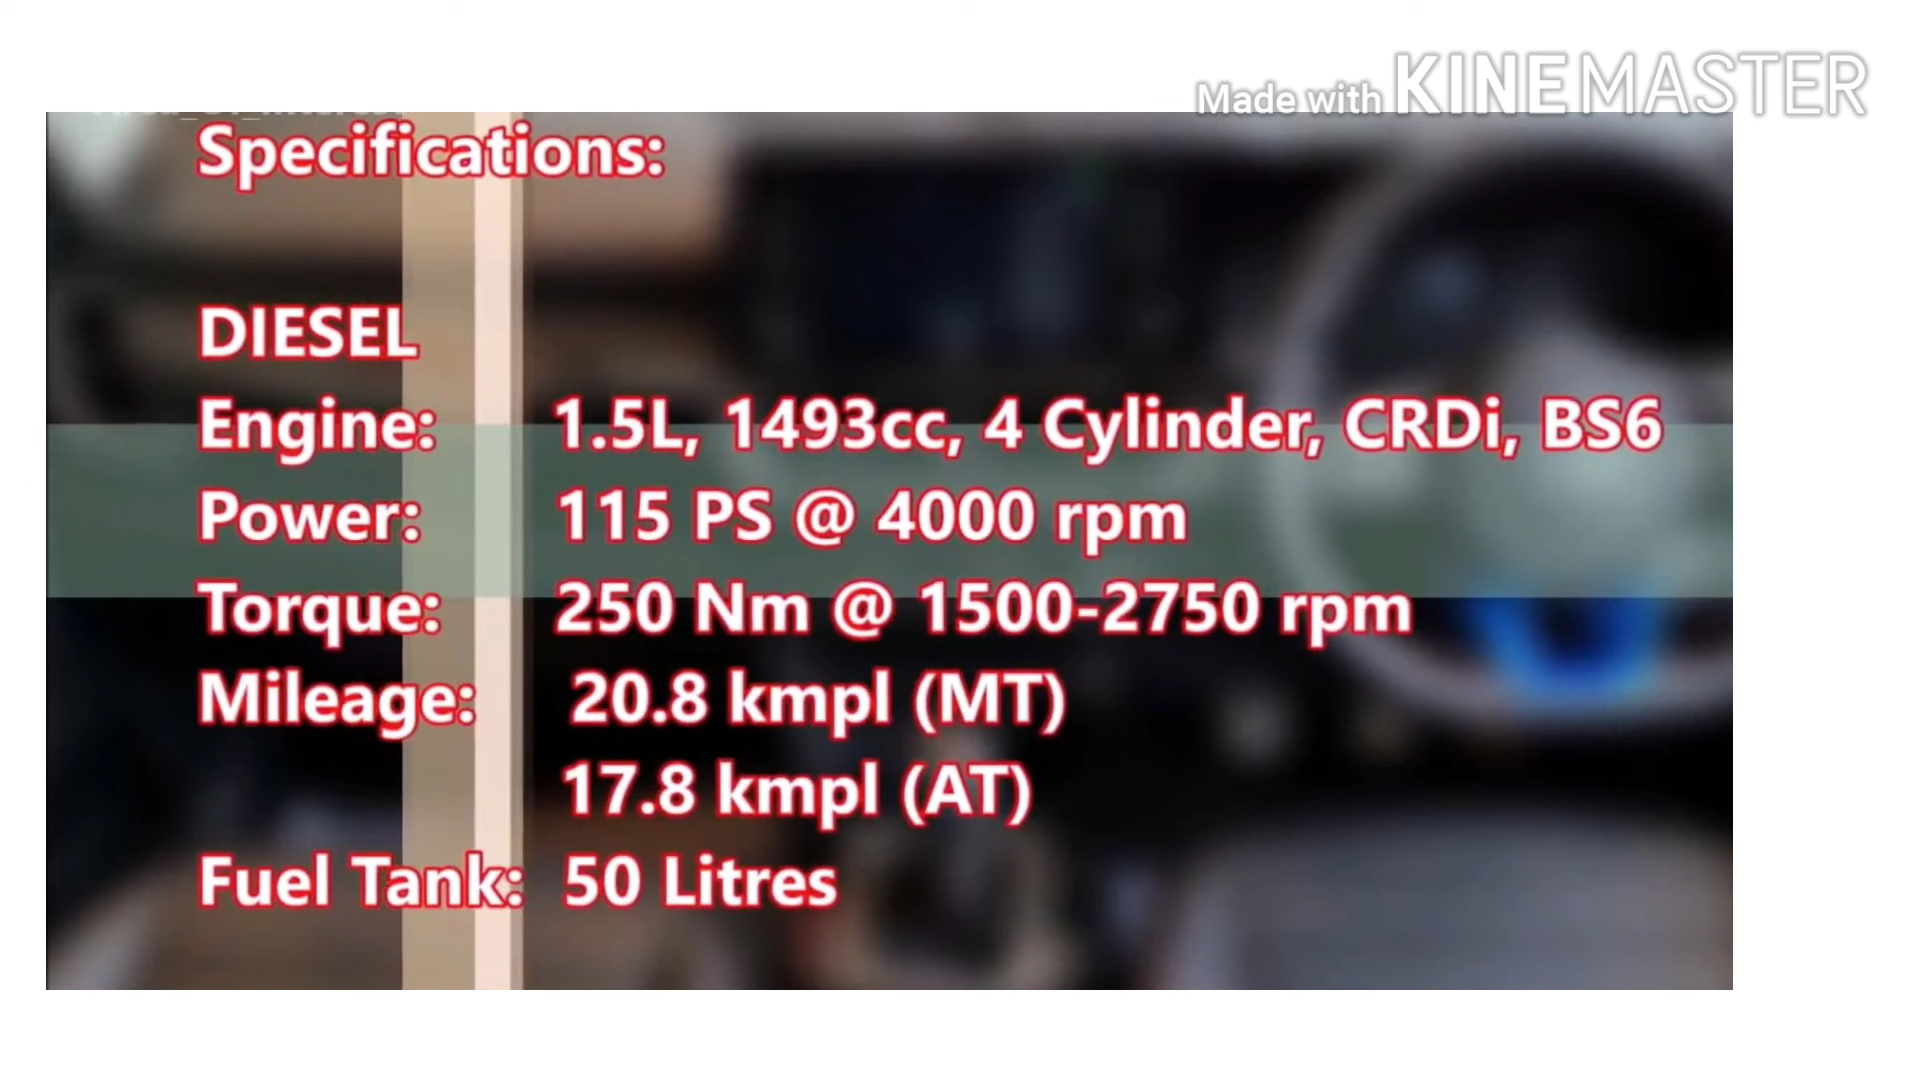 Made with KINEMASTER
Specifications:
DIESEL
Engine: 1.5L, 1493cc, 4 Cylinder, CRDi, BS6
Power: 115 PS @ 4000 rpm
Torque: 250 Nm @ 1500-2750 rpm
Mileage: 20.8 kmpl (MT)
17.8 kmpl (AT)
Fuel Tank: 50 Litres